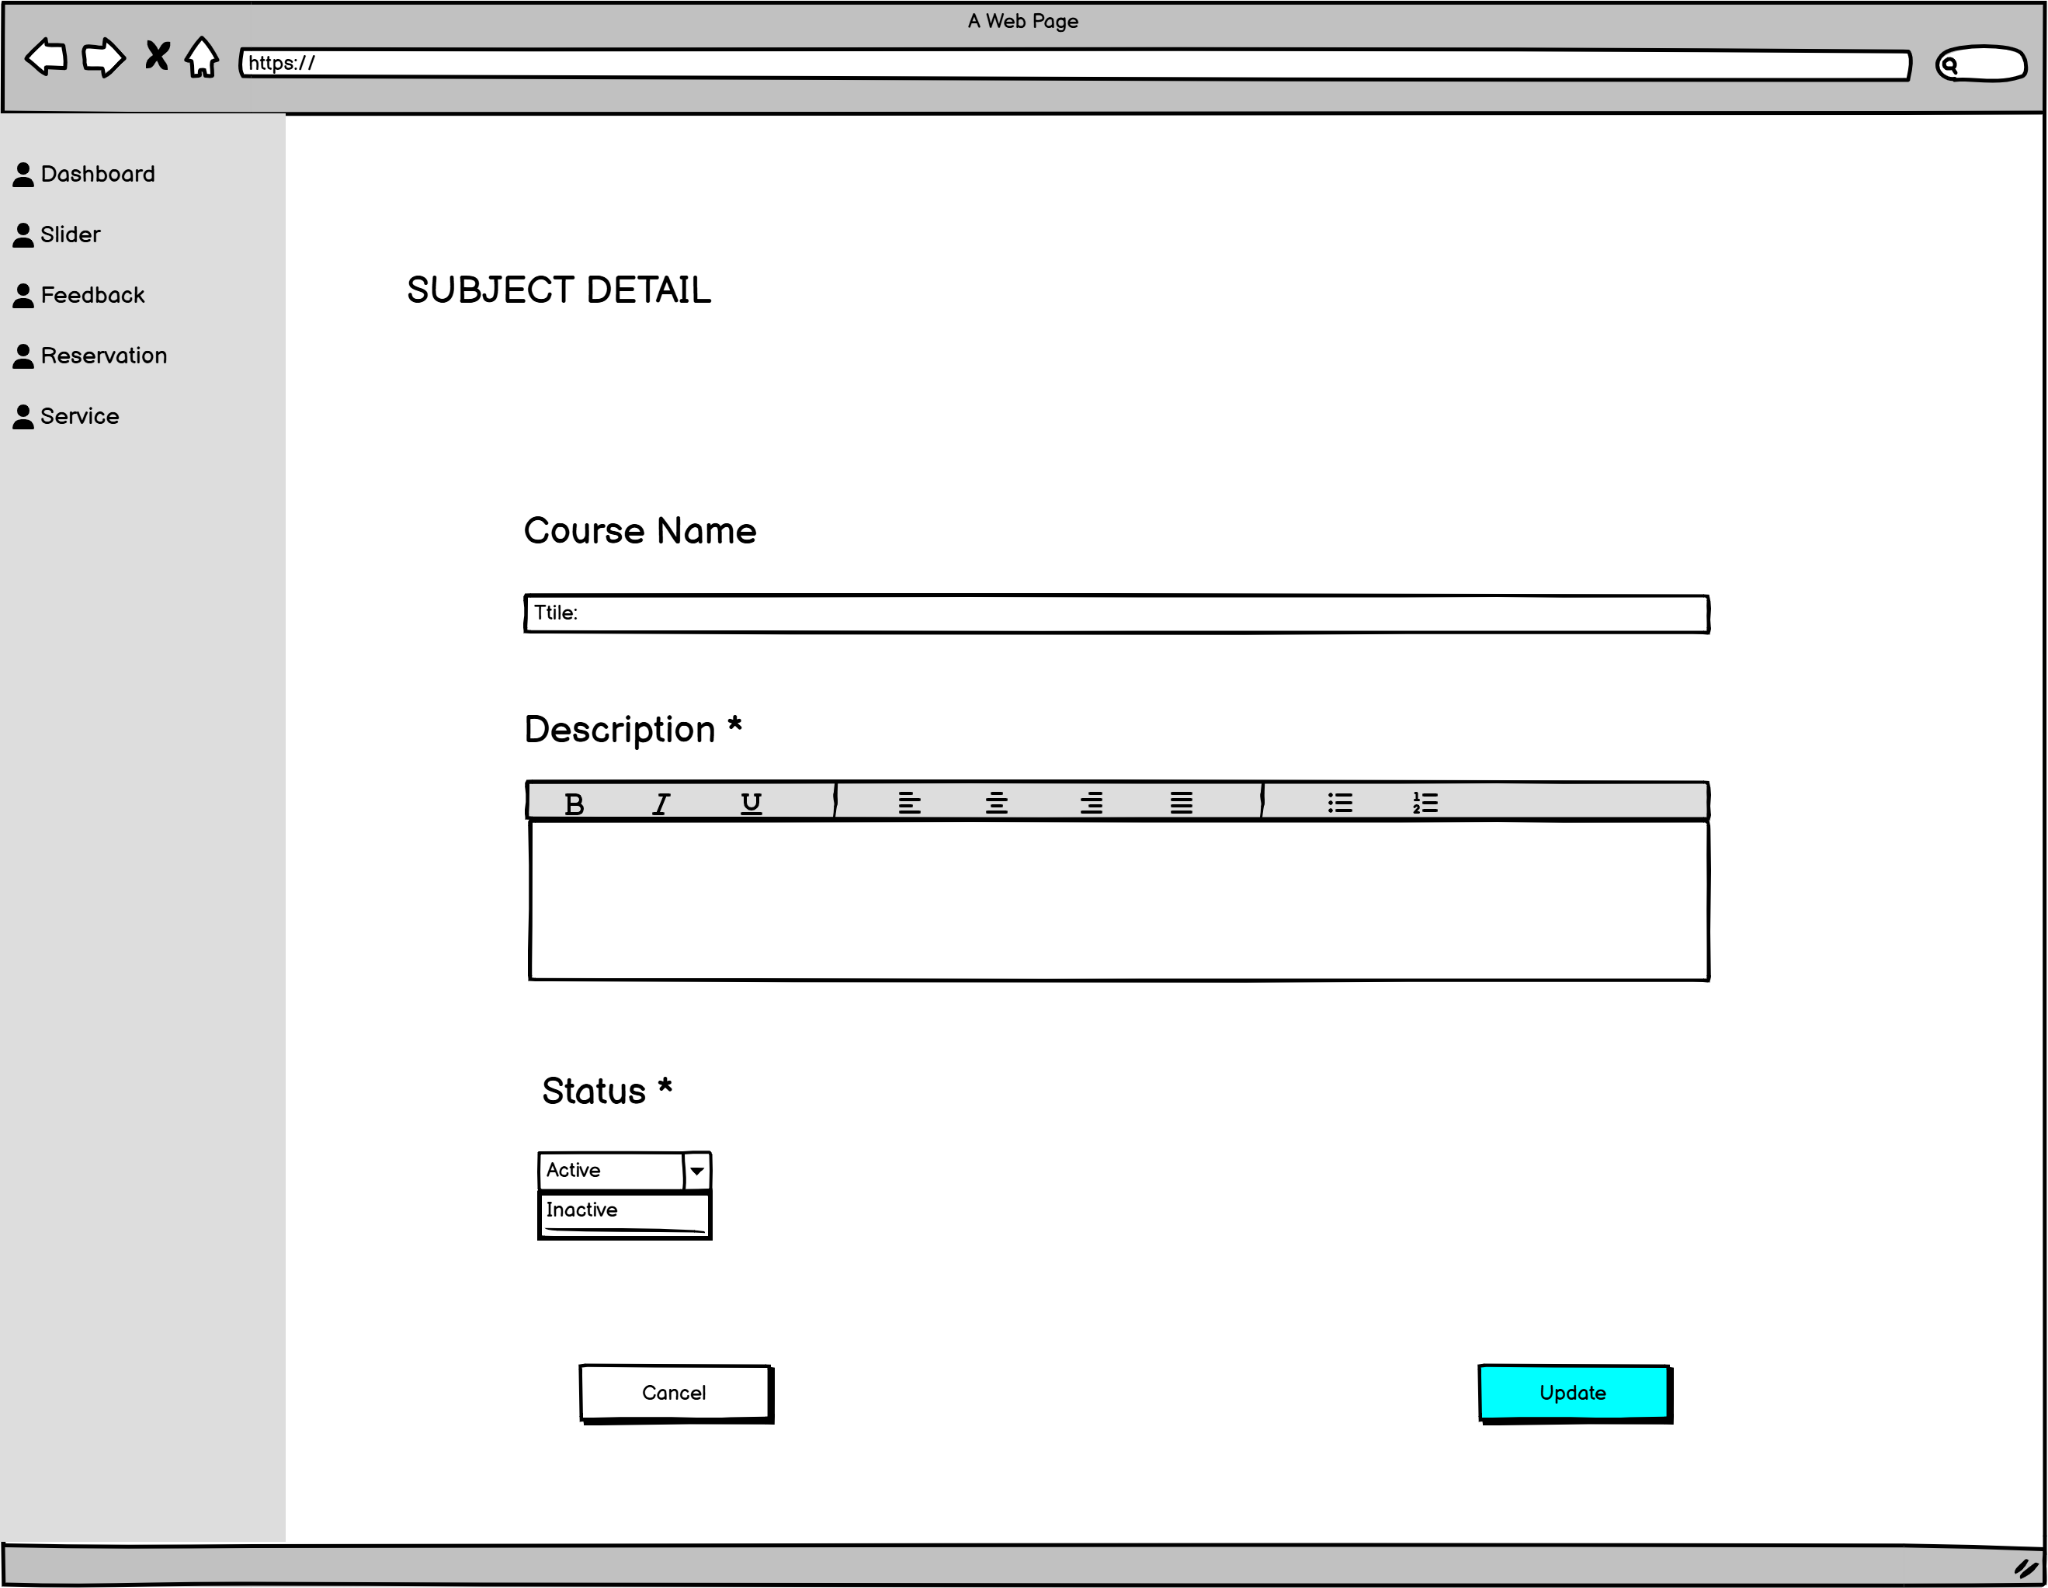 A Web Page
https://
Dashboard
Slider
Feedback
Reservation
Service
SUBJECT DETAIL
Course Name
Ttile:
Description *
B I U
Status *
Active
Inactive
Cancel
Update